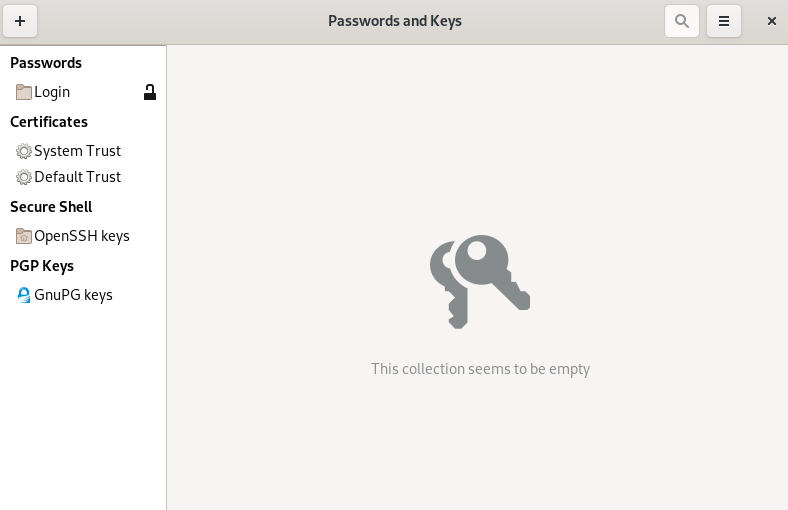 Passwords and Keys
Passwords
Login
Certificates
System Trust
Default Trust
Secure Shell
OpenSSH keys
PGP Keys
GnuPG keys
This collection seems to be empty